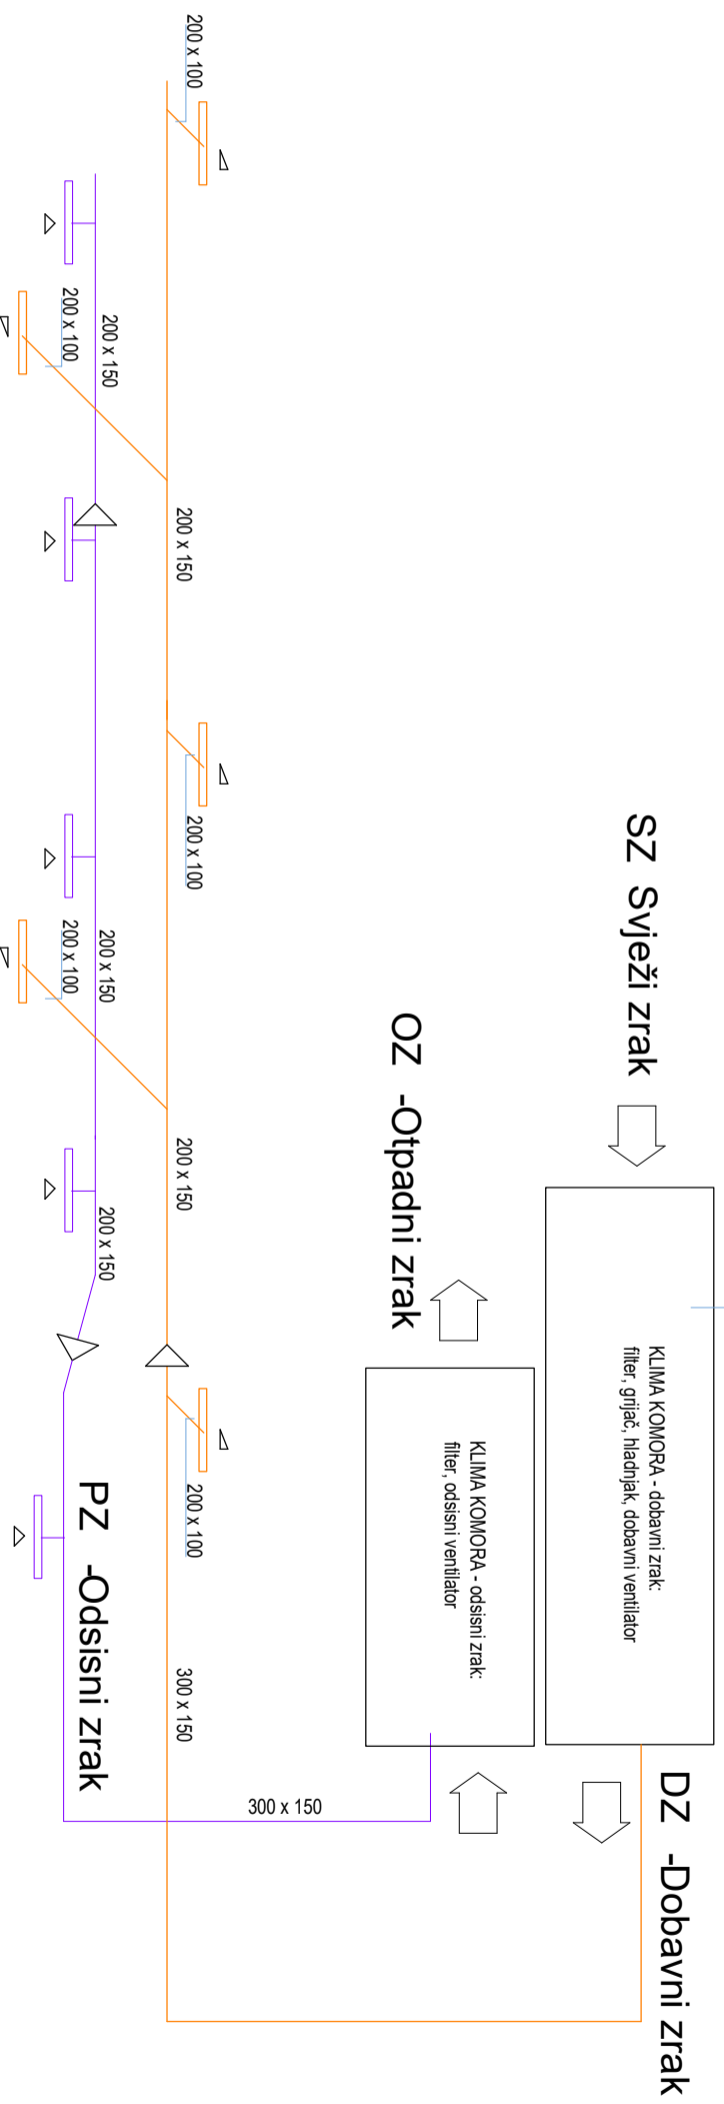 SZ Svježi zrak
DZ -Dobavni zrak
KLIMA KOMORA - dobavni zrak:
filter, grijač, hladnjak, dobavni ventilator
OZ -Otpadni zrak
KLIMA KOMORA - odsisni zrak:
filter, odsisni ventilator
300 x 150
200 x 100
200 x 100
200 x 100
200 x 150
200 x 150
300 x 150
200 x 150
200 x 150
200 x 150
PZ -Odsisni zrak
200 x 100
200 x 100